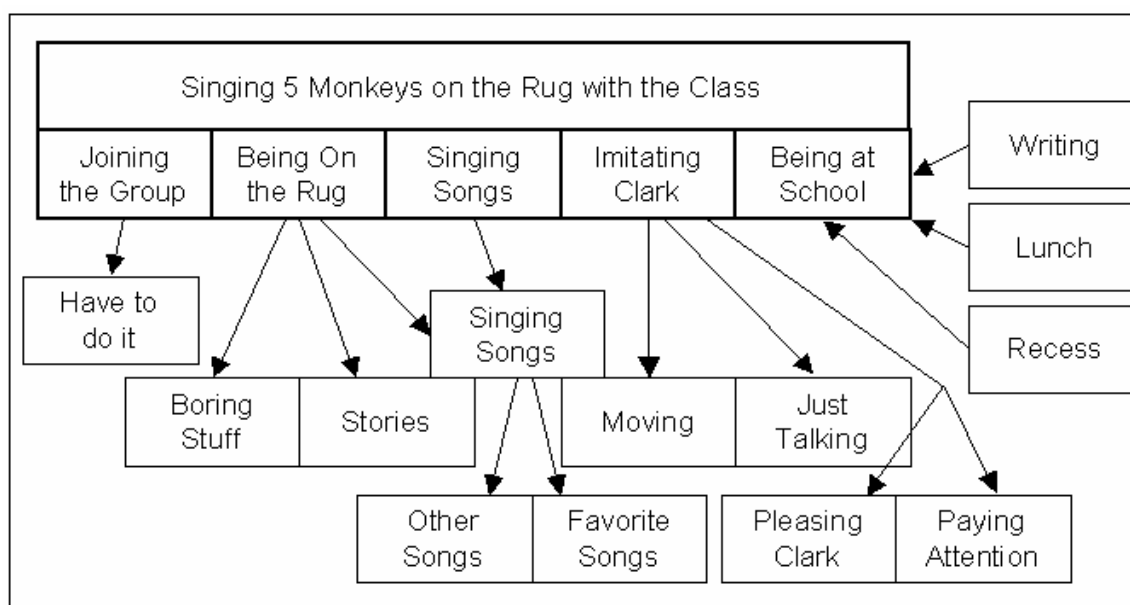 Singing 5 Monkeys on the Rug with the Class
Joining
the Group
Being On
the Rug
Singing
Songs
Imitating
Clark
Being at
School
Writing
Lunch
Recess
Have to
do it
Singing
Songs
Boring
Stuff
Stories
Moving
Just
Talking
Other
Songs
Favorite
Songs
Pleasing
Clark
Paying
Attention